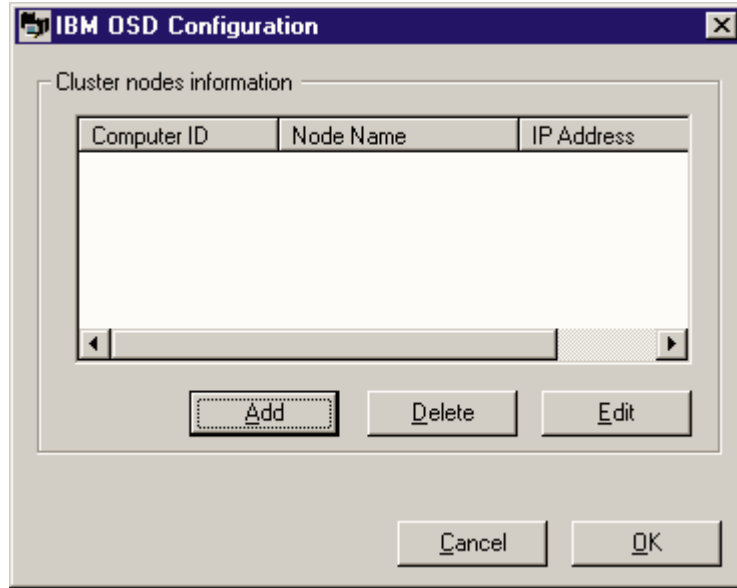 IBM OSD Configuration
Cluster nodes information
Computer ID Node Name IP Address
Add Delete Edit
Cancel OK